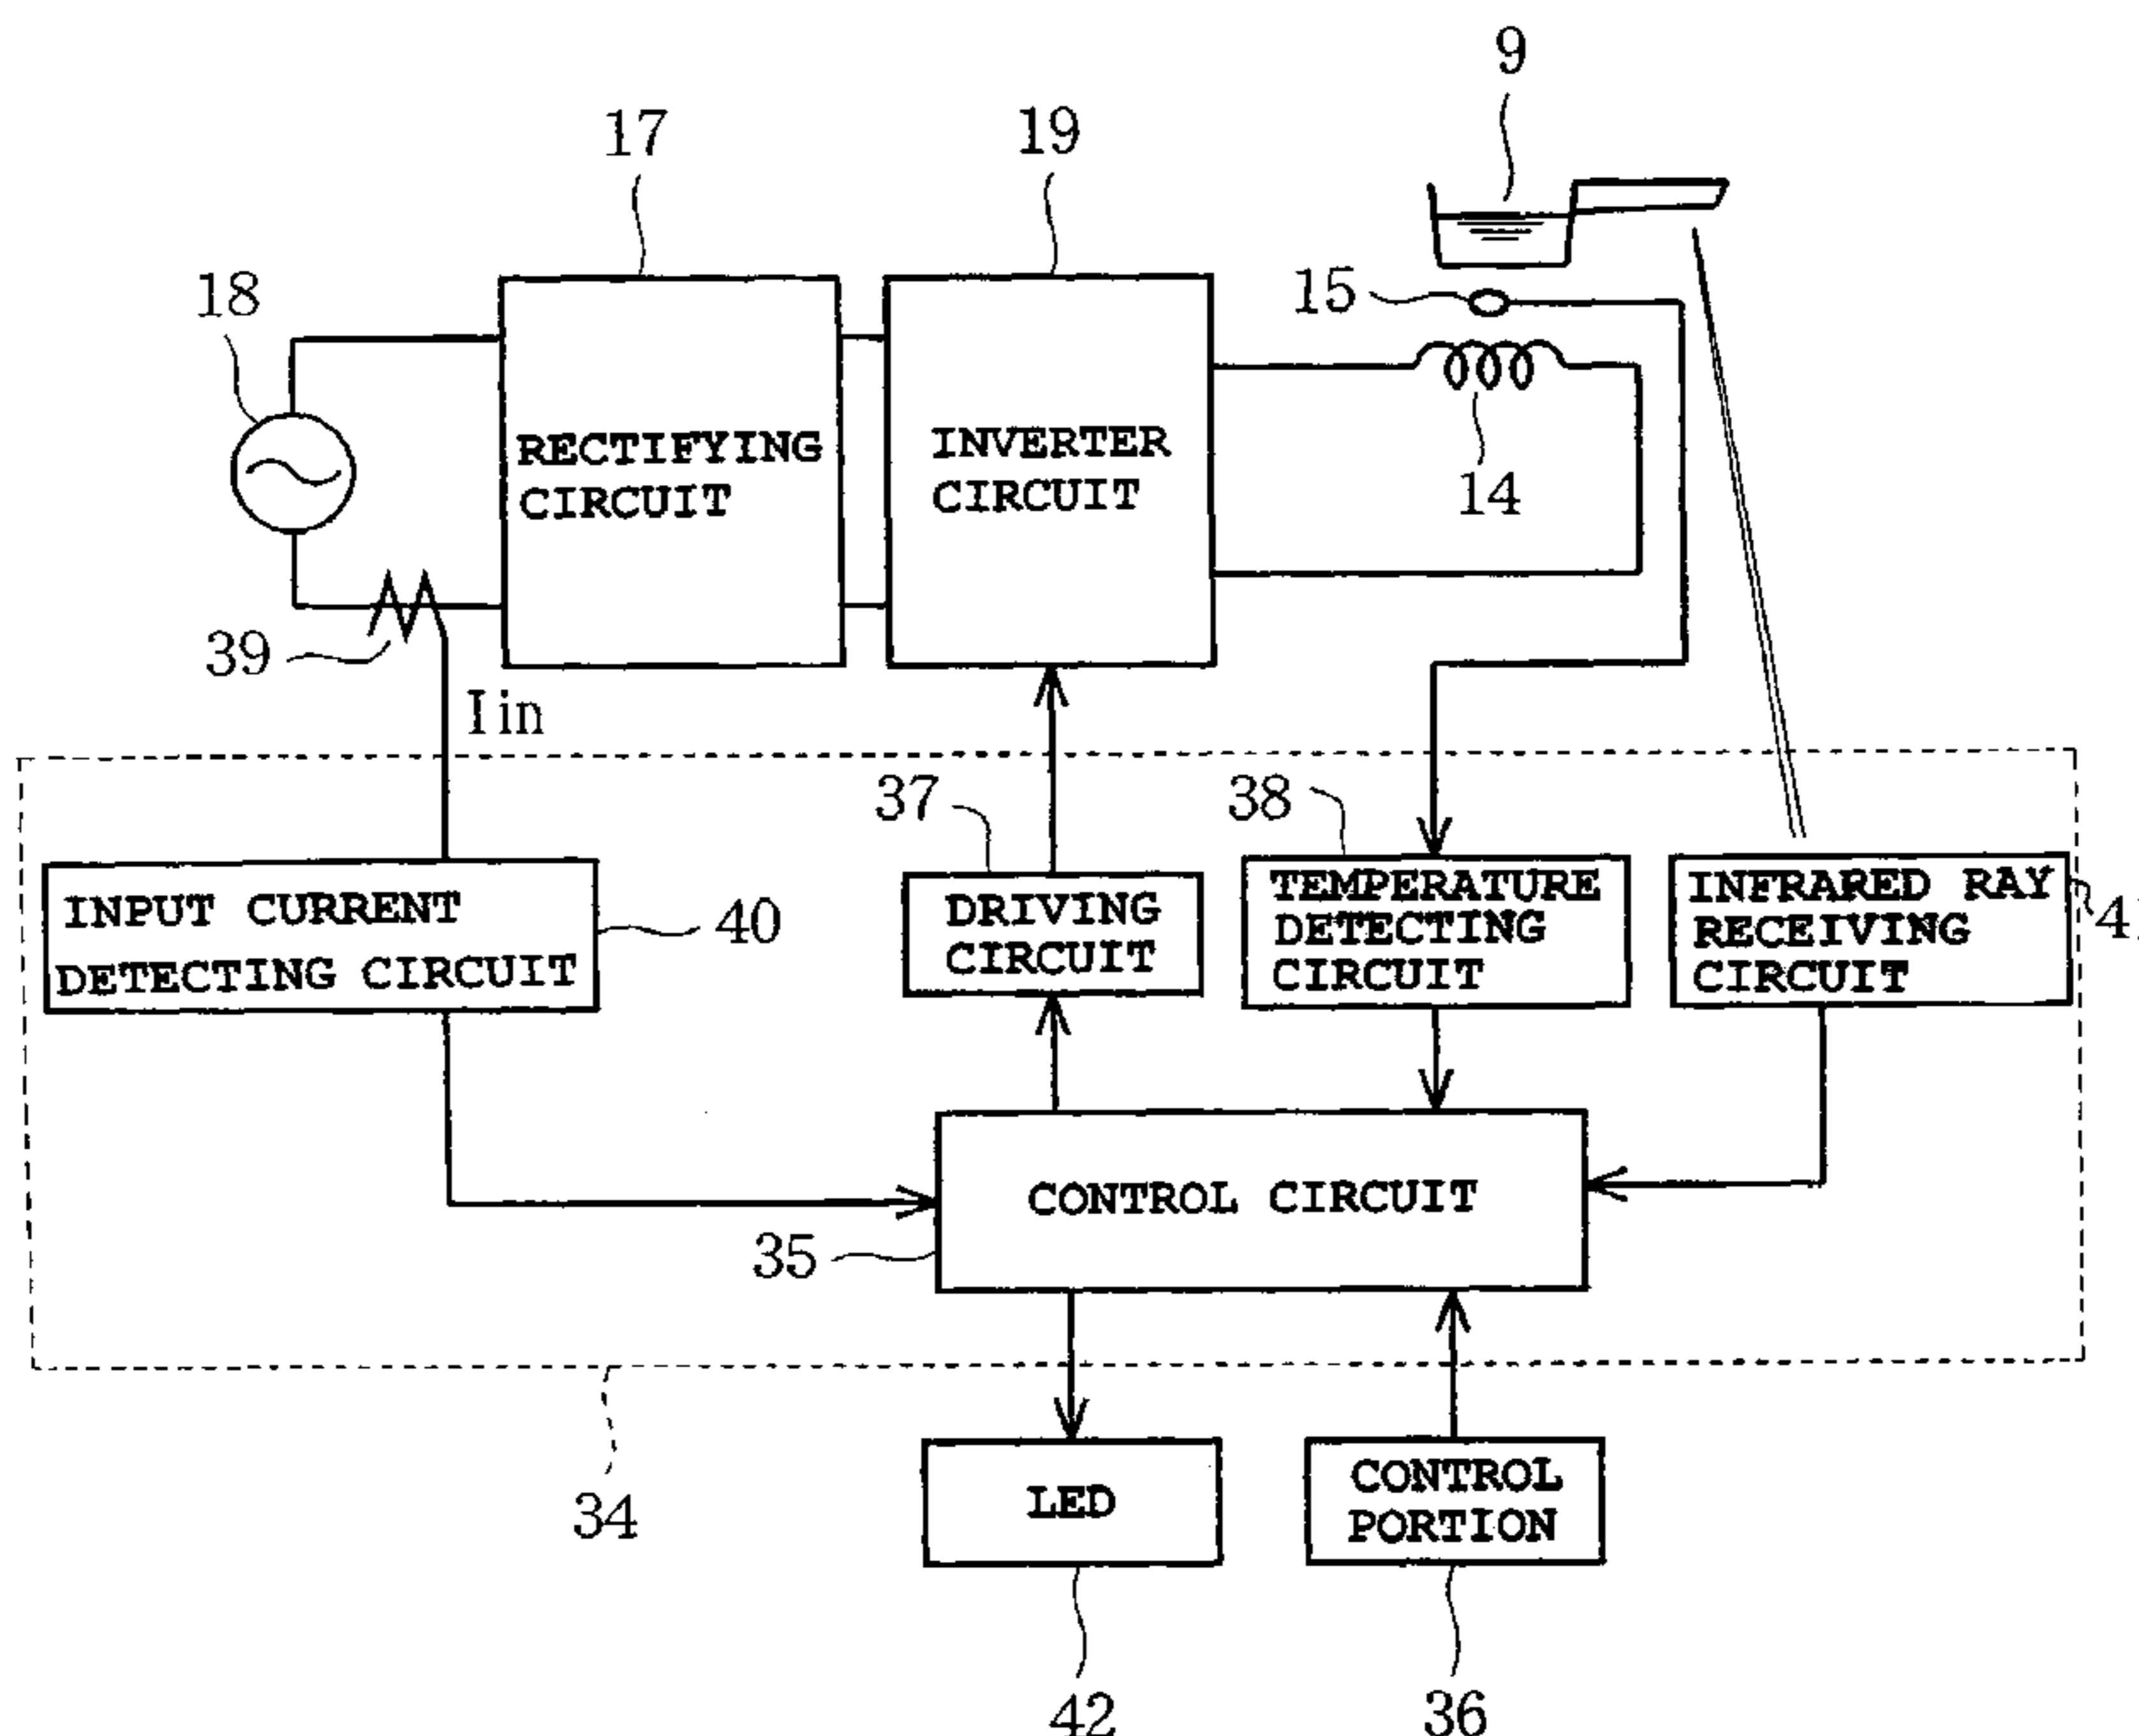 9
17
19
18
15
RECTIFYING
CIRCUIT
INVERTER
CIRCUIT
14
39
Iin
37
38
INPUT CURRENT
DETECTING CIRCUIT
40
DRIVING
CIRCUIT
TEMPERATURE
DETECTING
CIRCUIT
INFRARED RAY
RECEIVING
CIRCUIT
41
CONTROL CIRCUIT
35
LED
CONTROL
PORTION
34
42
36